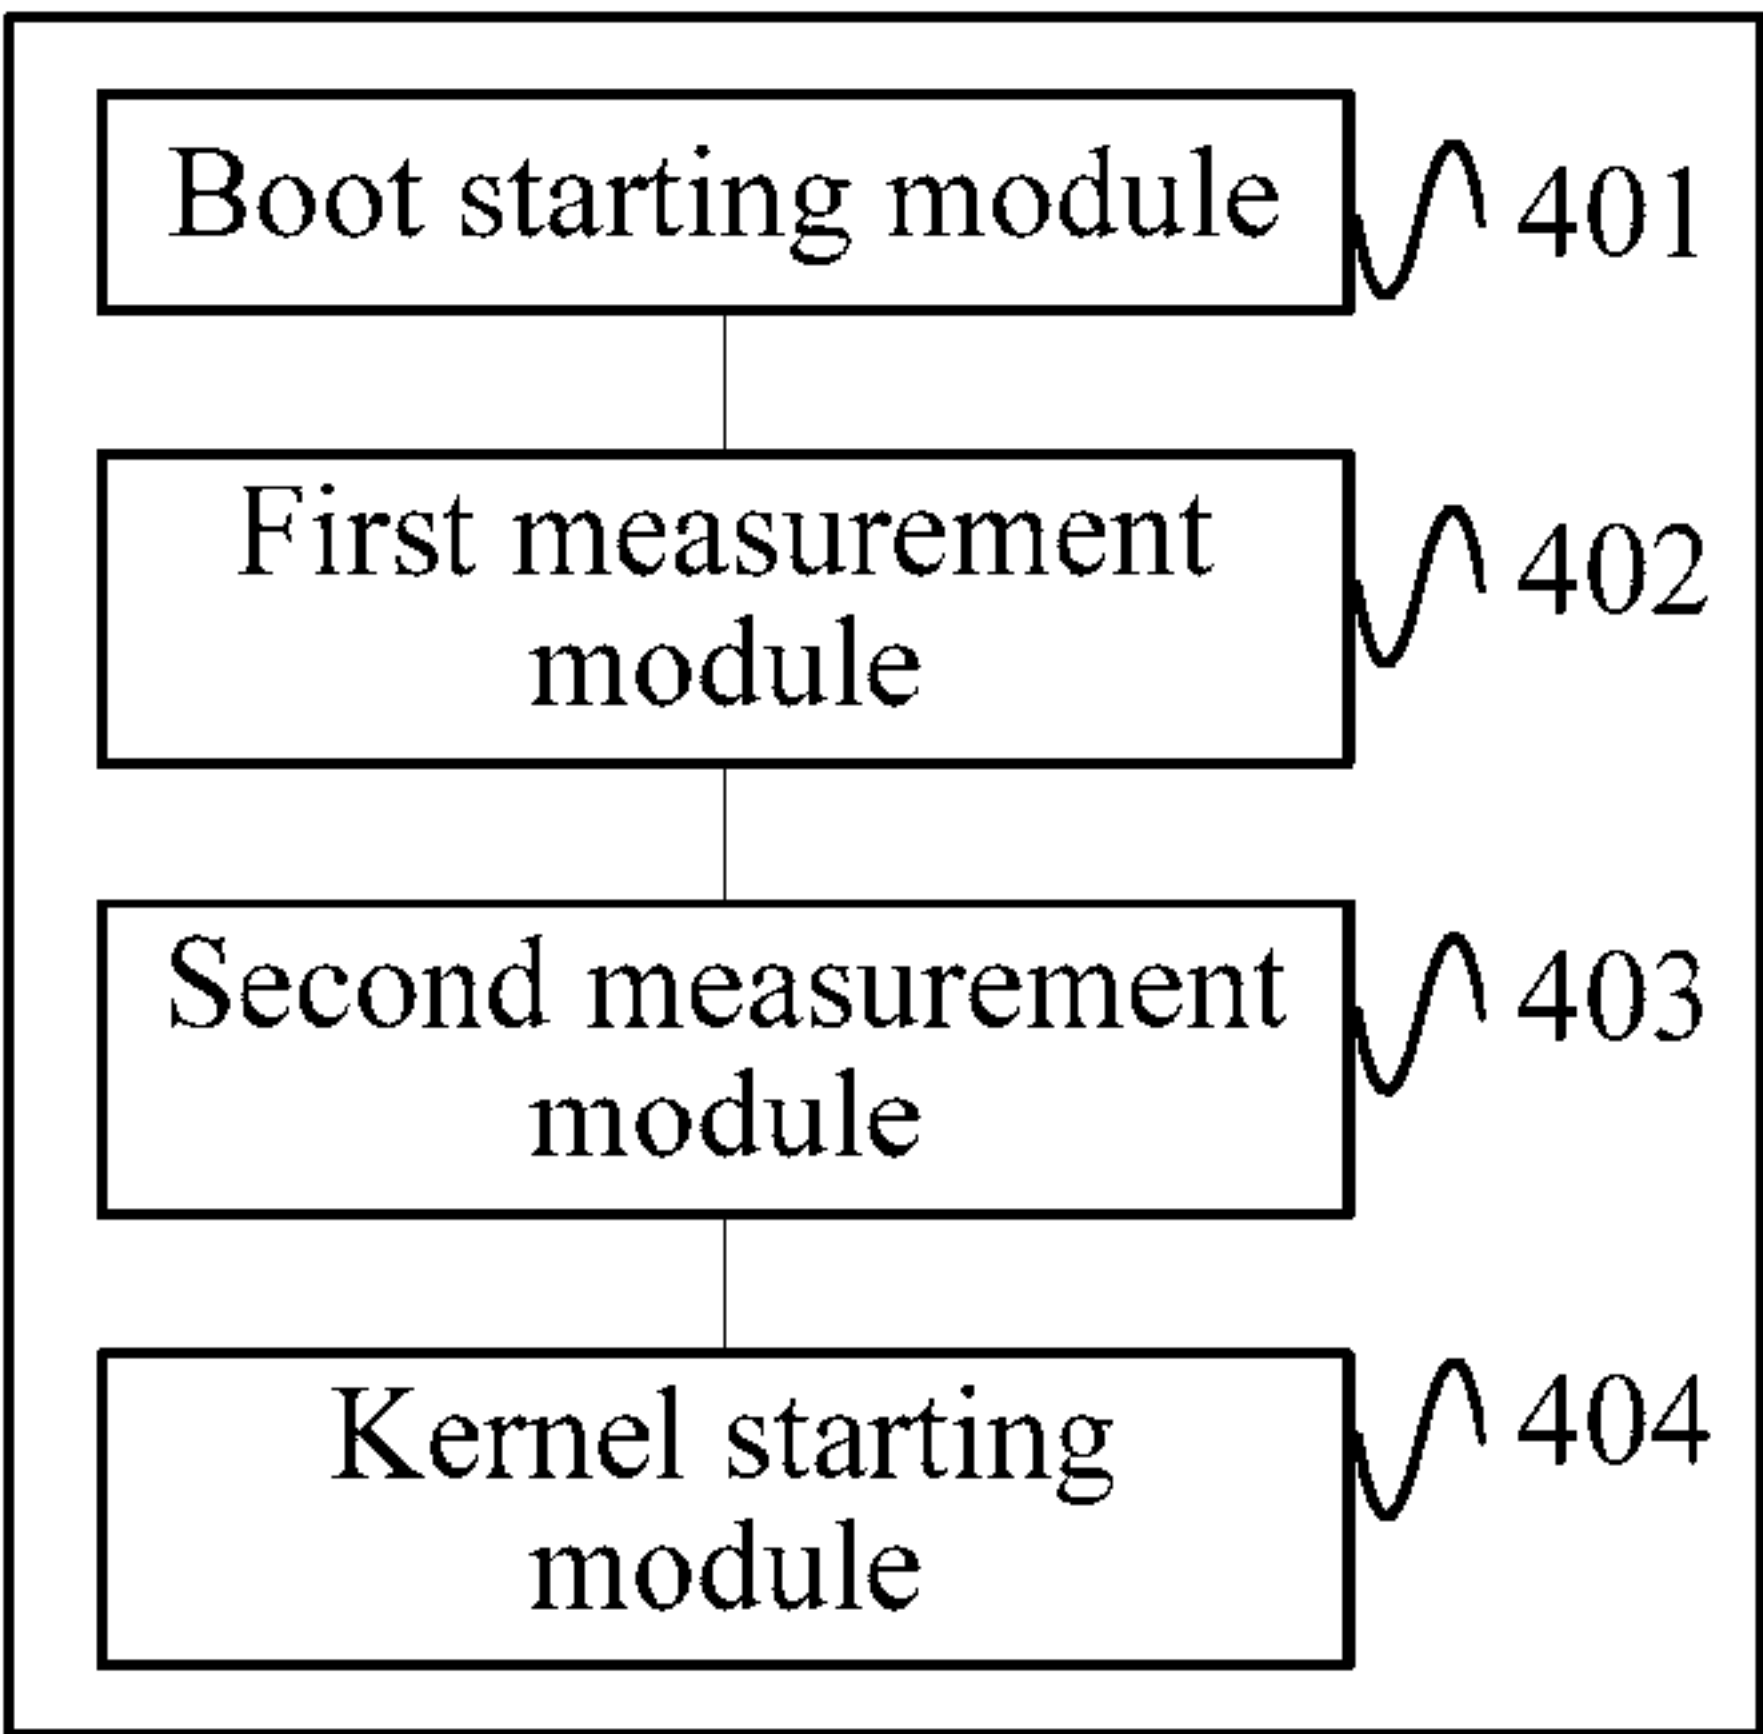 Boot starting module
401
First measurement
module
402
Second measurement
module
403
Kernel starting
module
404